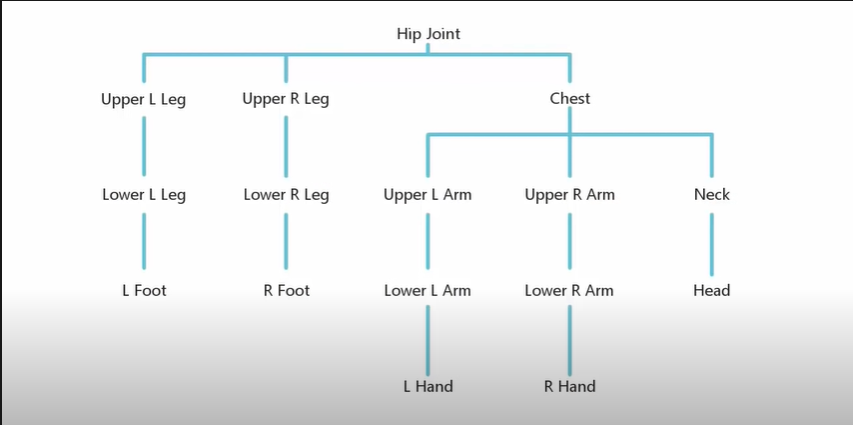 Hip Joint
Upper L Leg
Upper R Leg
Chest
Lower L Leg
Lower R Leg
Upper L Arm
Upper R Arm
Neck
L Foot
R Foot
Lower L Arm
Lower R Arm
Head
L Hand
R Hand